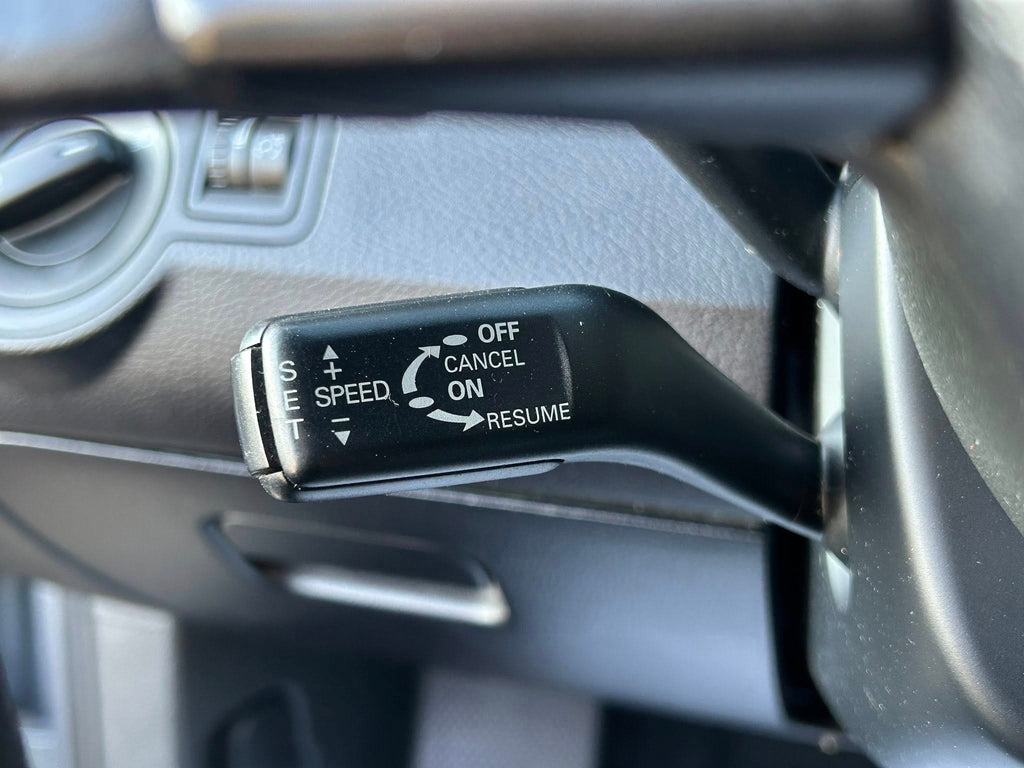 SET
+
SPEED
−
OFF
CANCEL
ON
RESUME